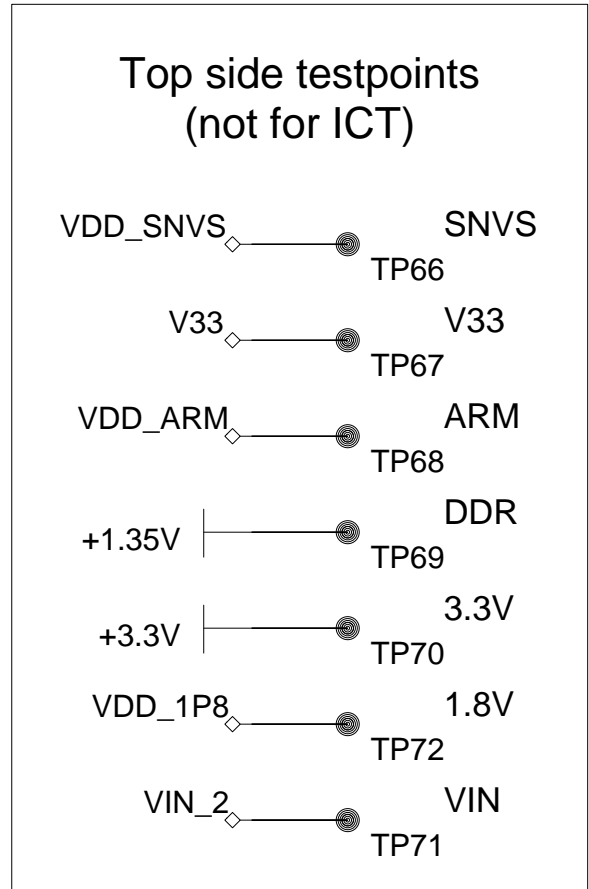 Top side testpoints
(not for ICT)
VDD_SNVS SNVS
TP66
V33 V33
TP67
VDD_ARM ARM
TP68
DDR
+1.35V TP69
3.3V
+3.3V TP70
VDD_1P8 1.8V
TP72
VIN_2 VIN
TP71